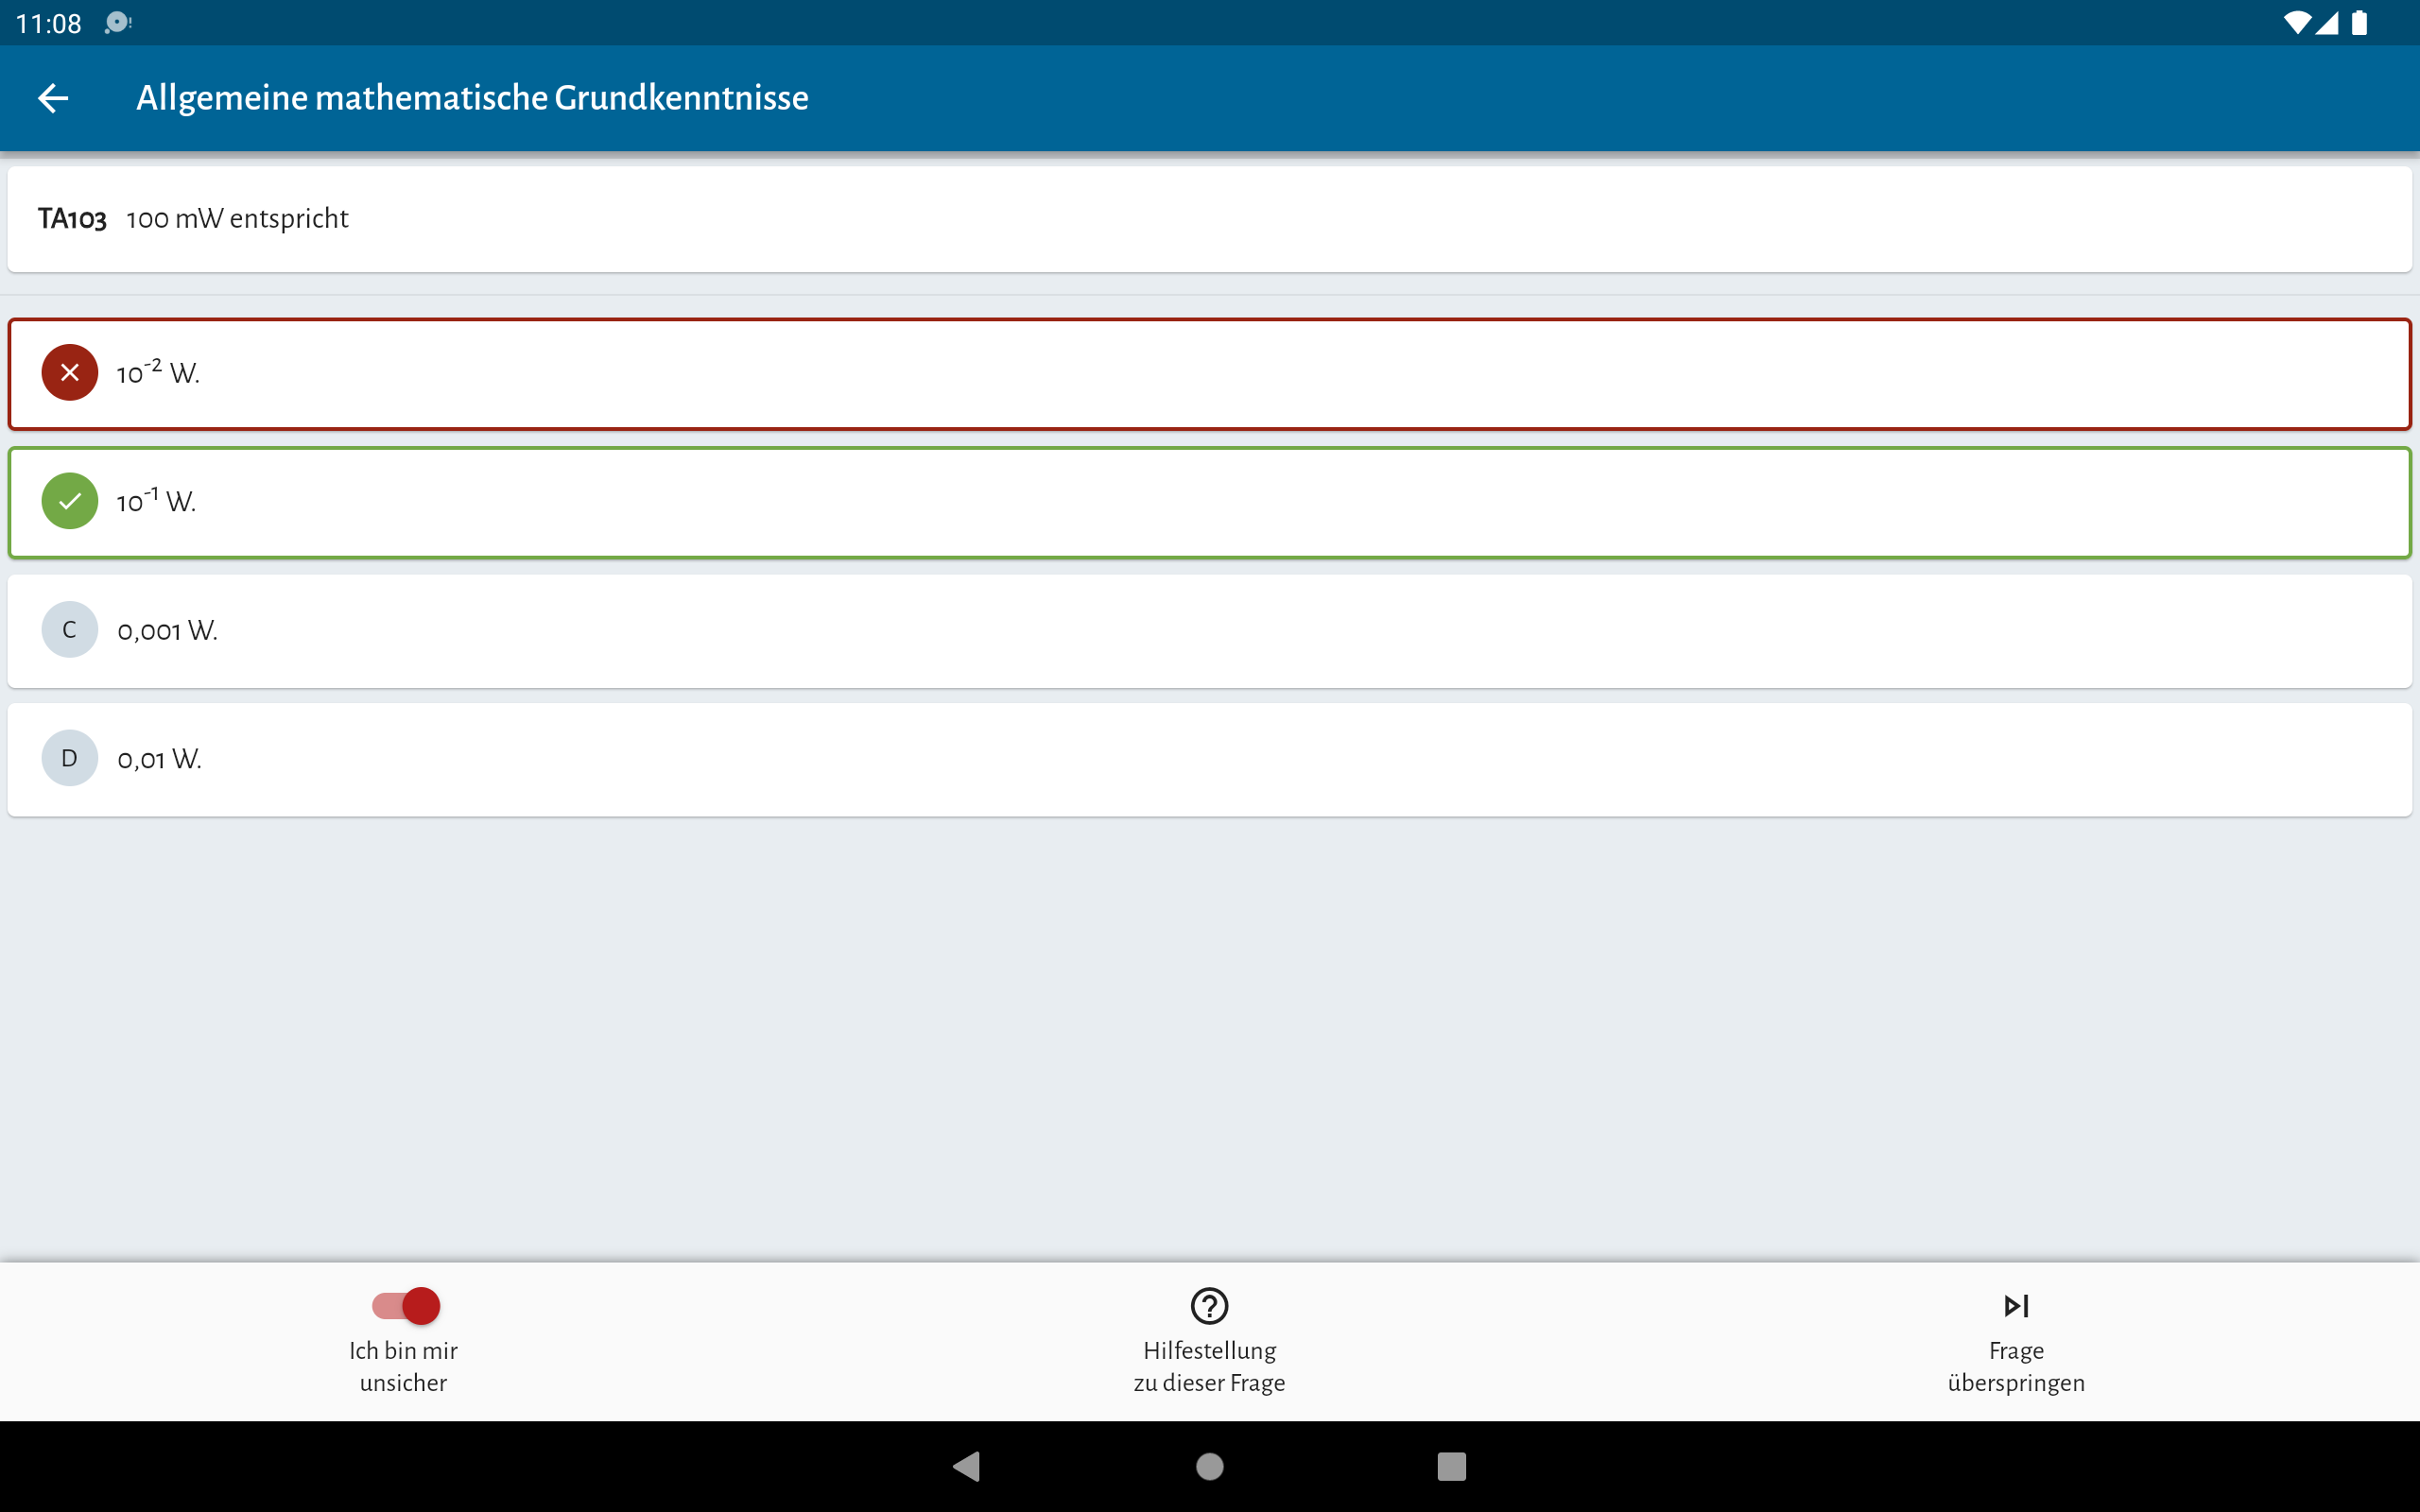 11:08
Allgemeine mathematische Grundkenntnisse
TA103 100 mW entspricht
10⁻² W.
10⁻¹ W.
C 0,001 W.
D 0,01 W.
Ich bin mir
unsicher
Hilfestellung
zu dieser Frage
Frage
überspringen